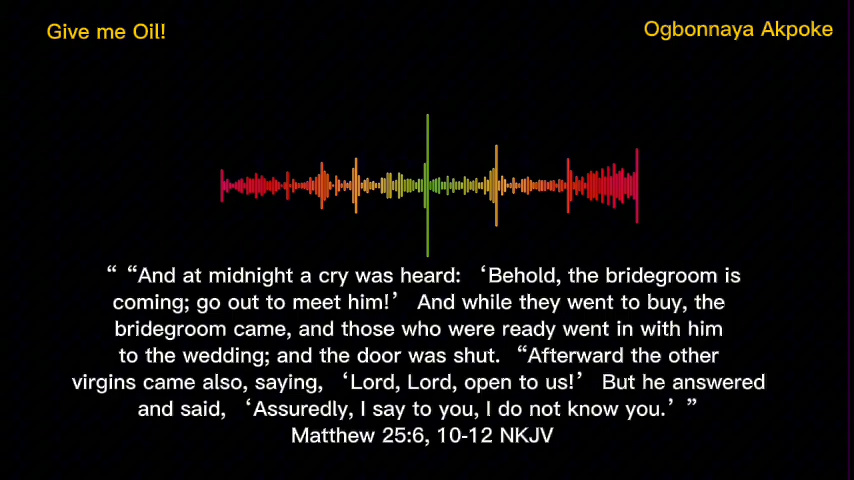 Give me Oil!
Ogbonnaya Akpoke
“ “And at midnight a cry was heard: ‘Behold, the bridegroom is
coming; go out to meet him!’ And while they went to buy, the
bridegroom came, and those who were ready went in with him
to the wedding; and the door was shut. “Afterward the other
virgins came also, saying, ‘Lord, Lord, open to us!’ But he answered
and said, ‘Assuredly, I say to you, I do not know you.’ ”
Matthew 25:6, 10-12 NKJV